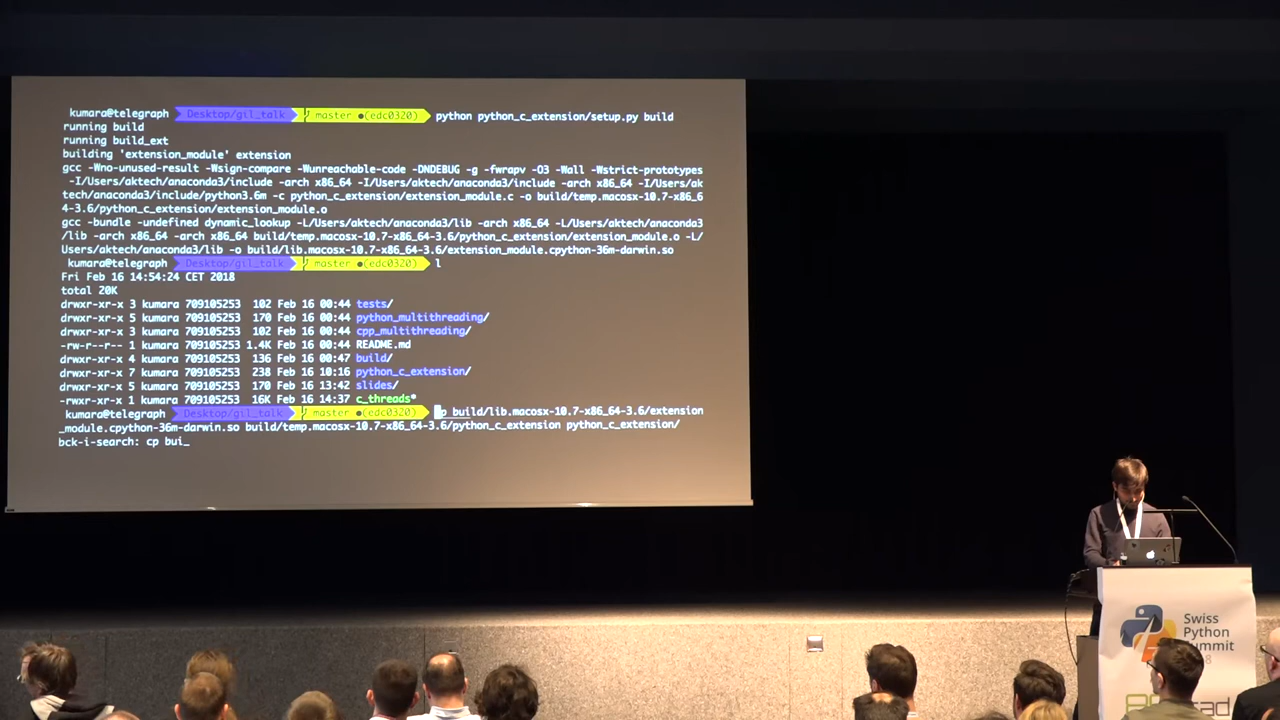 kumara@telegraph Desktop/gil_talk master ●(edc0320) python python_c_extension/setup.py build
running build
running build_ext
building 'extension_module' extension
gcc -Wno-unused-result -Wsign-compare -Wunreachable-code -DNDEBUG -g -fwrapv -O3 -Wall -Wstrict-prototypes
-I/Users/aktech/anaconda3/include -arch x86_64 -I/Users/aktech/anaconda3/include -arch x86_64 -I/Users/ak
tech/anaconda3/include/python3.6m -c python_c_extension/extension_module.c -o build/temp.macosx-10.7-x86_6
4-3.6/python_c_extension/extension_module.o
gcc -bundle -undefined dynamic_lookup -L/Users/aktech/anaconda3/lib -arch x86_64 -L/Users/aktech/anaconda3
/lib -arch x86_64 -arch x86_64 build/temp.macosx-10.7-x86_64-3.6/python_c_extension/extension_module.o -L/
Users/aktech/anaconda3/lib -o build/lib.macosx-10.7-x86_64-3.6/extension_module.cpython-36m-darwin.so
kumara@telegraph Desktop/gil_talk master ●(edc0320) l
Fri Feb 16 14:54:24 CET 2018
total 20K
drwxr-xr-x 3 kumara 709105253 102 Feb 16 00:44 tests/
drwxr-xr-x 5 kumara 709105253 170 Feb 16 00:44 python_multithreading/
drwxr-xr-x 3 kumara 709105253 102 Feb 16 00:44 cpp_multithreading/
-rw-r--r-- 1 kumara 709105253 1.4K Feb 16 00:44 README.md
drwxr-xr-x 4 kumara 709105253 136 Feb 16 00:47 build/
drwxr-xr-x 7 kumara 709105253 238 Feb 16 10:16 python_c_extension/
drwxr-xr-x 5 kumara 709105253 170 Feb 16 13:42 slides/
-rwxr-xr-x 1 kumara 709105253 16K Feb 16 14:37 c_threads*
kumara@telegraph Desktop/gil_talk master ●(edc0320) cp build/lib.macosx-10.7-x86_64-3.6/extension
_module.cpython-36m-darwin.so build/temp.macosx-10.7-x86_64-3.6/python_c_extension python_c_extension/
bck-i-search: cp bui_
Swiss
Python
Summit